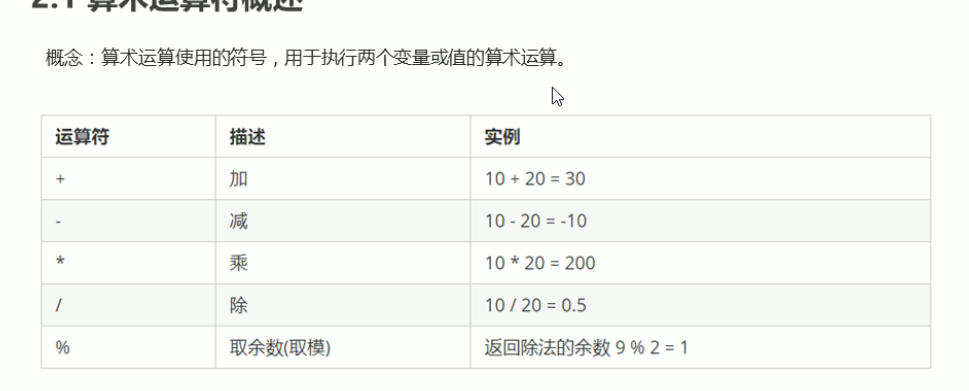 2.1 算术运算符概述
概念：算术运算使用的符号，用于执行两个变量或值的算术运算。
运算符 描述 实例
+ 加 10 + 20 = 30
- 减 10 - 20 = -10
* 乘 10 * 20 = 200
/ 除 10 / 20 = 0.5
% 取余数(取模) 返回除法的余数 9 % 2 = 1